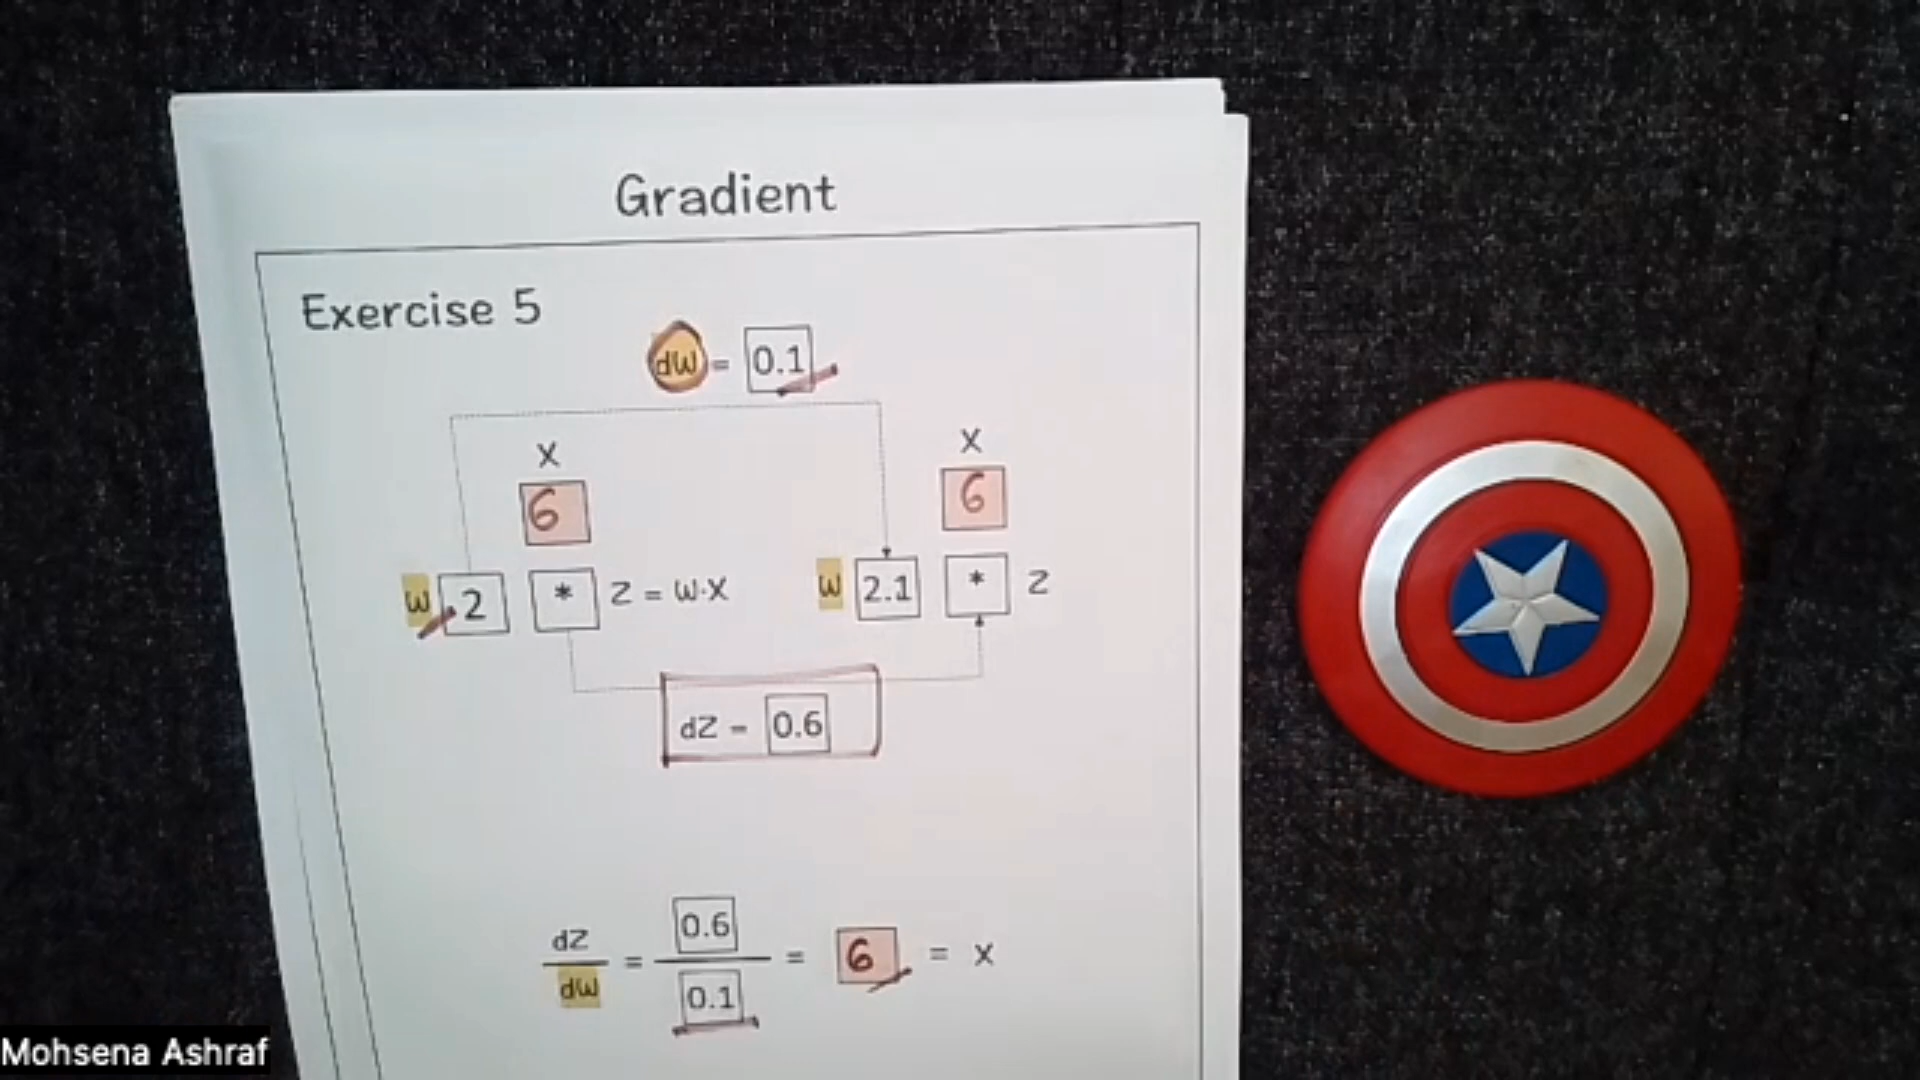 Gradient
Exercise 5
dW = 0.1
X X
6 6
W 2 * Z = W·X W 2.1 * Z
dZ = 0.6
dZ / dW = 0.6 / 0.1 = 6 = X
Mohsena Ashraf